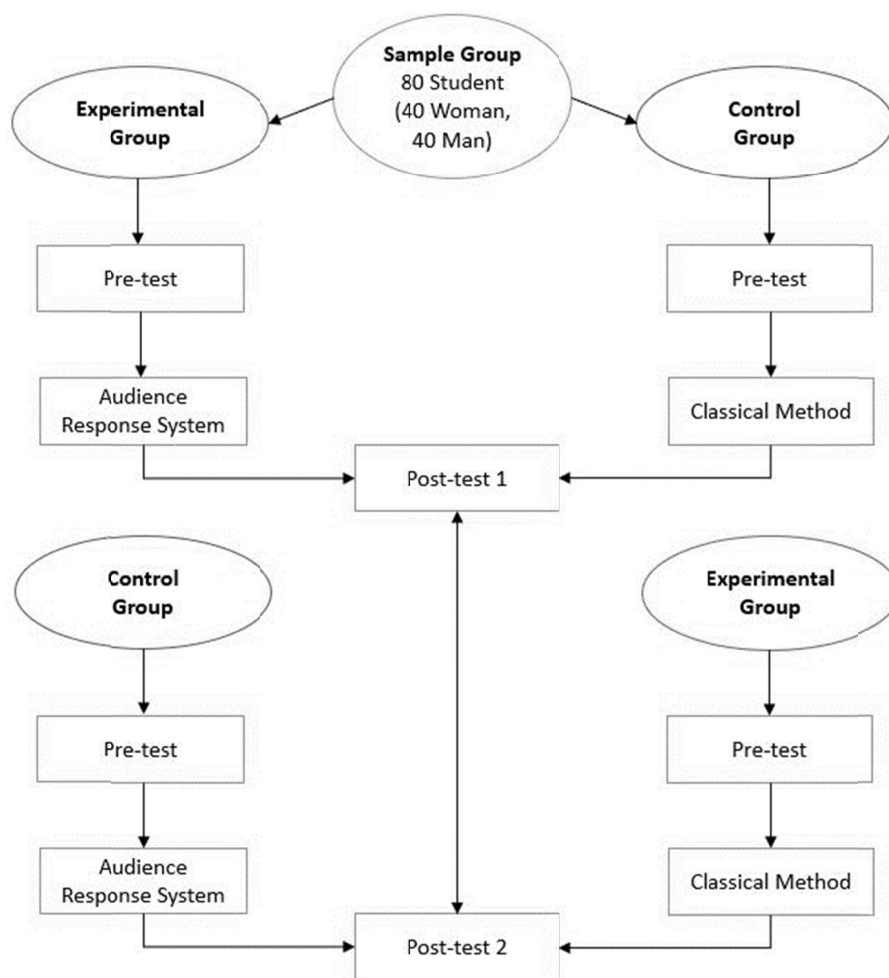 Sample Group
80 Student
(40 Woman,
40 Man)
Experimental
Group
Control
Group
Pre-test
Pre-test
Audience
Response System
Classical Method
Post-test 1
Control
Group
Experimental
Group
Pre-test
Pre-test
Audience
Response System
Classical Method
Post-test 2